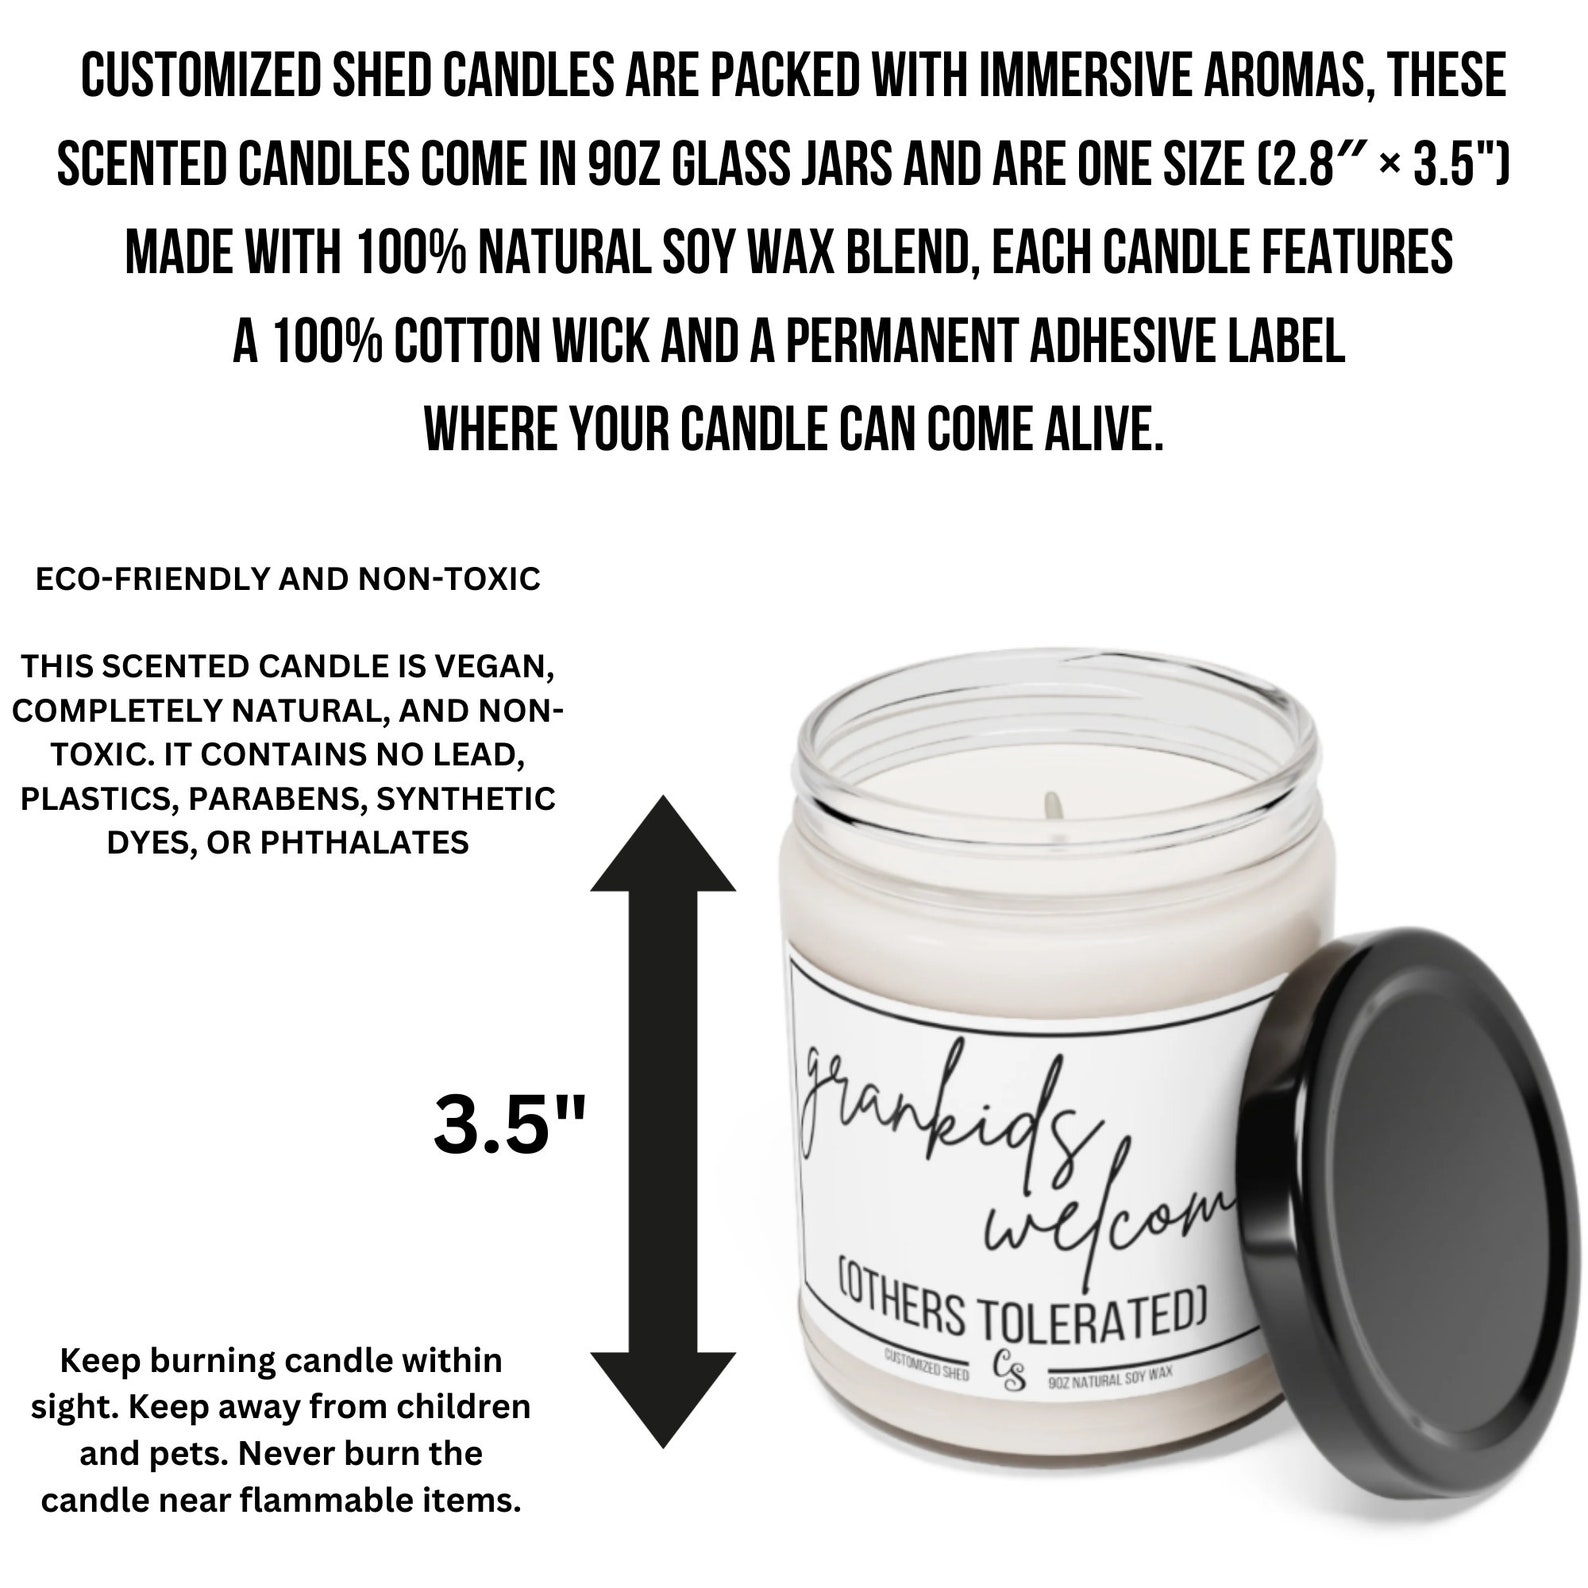 CUSTOMIZED SHED CANDLES ARE PACKED WITH IMMERSIVE AROMAS, THESE
SCENTED CANDLES COME IN 9OZ GLASS JARS AND ARE ONE SIZE (2.8″ × 3.5")
MADE WITH 100% NATURAL SOY WAX BLEND, EACH CANDLE FEATURES
A 100% COTTON WICK AND A PERMANENT ADHESIVE LABEL
WHERE YOUR CANDLE CAN COME ALIVE.
ECO-FRIENDLY AND NON-TOXIC
THIS SCENTED CANDLE IS VEGAN,
COMPLETELY NATURAL, AND NON-
TOXIC. IT CONTAINS NO LEAD,
PLASTICS, PARABENS, SYNTHETIC
DYES, OR PHTHALATES
3.5"
Keep burning candle within
sight. Keep away from children
and pets. Never burn the
candle near flammable items.
grankids
welcom
(OTHERS TOLERATED)
CUSTOMIZED SHED CS 9OZ NATURAL SOY WAX